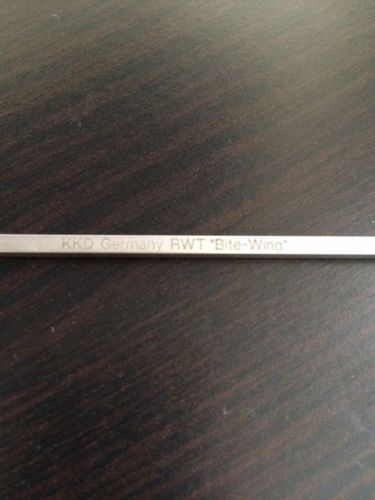 KKD Germany RWT "Bite-Wing"